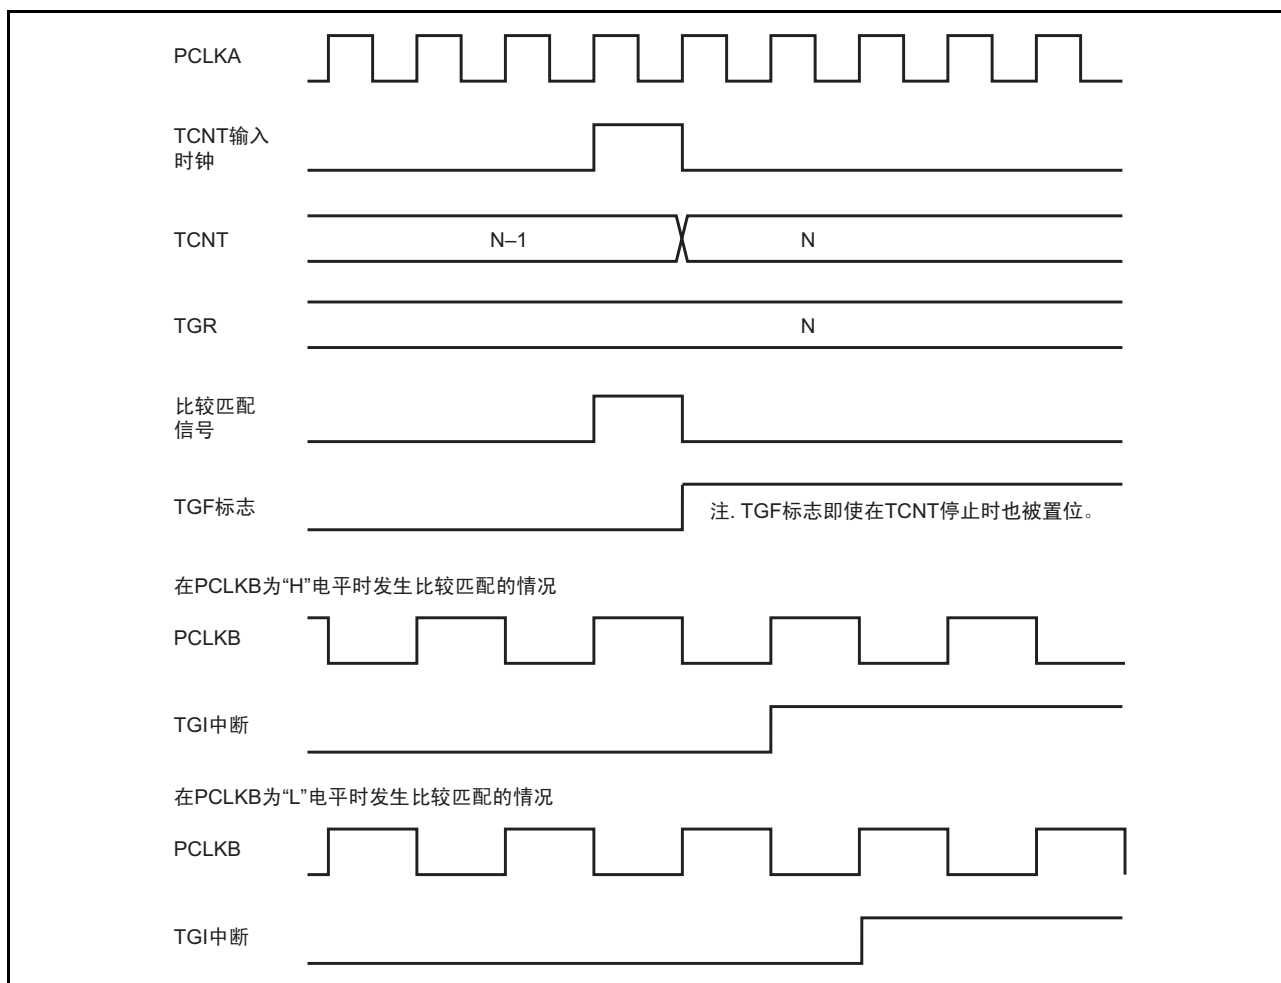 PCLKA
TCNT输入
时钟
TCNT
N–1
N
TGR
N
比较匹配
信号
TGF标志
注. TGF标志即使在TCNT停止时也被置位。
在PCLKB为“H”电平时发生比较匹配的情况
PCLKB
TGI中断
在PCLKB为“L”电平时发生比较匹配的情况
PCLKB
TGI中断